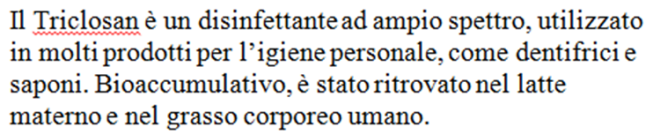 Il Triclosan è un disinfettante ad ampio spettro, utilizzato
in molti prodotti per l’igiene personale, come dentifrici e
saponi. Bioaccumulativo, è stato ritrovato nel latte
materno e nel grasso corporeo umano.